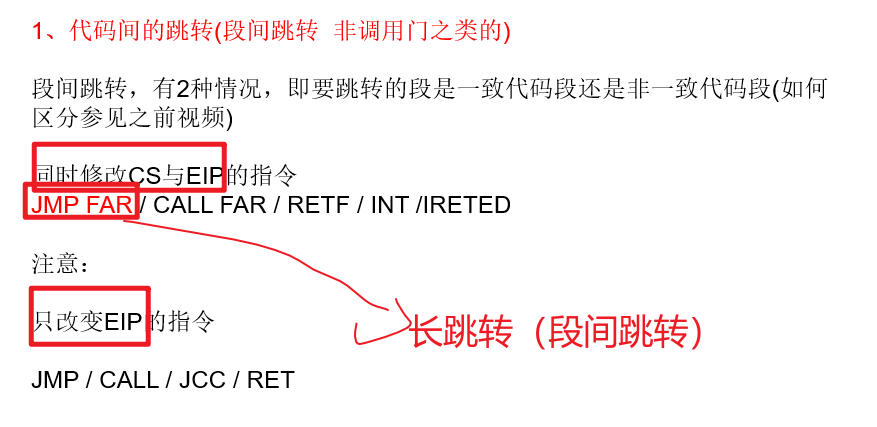 1、代码间的跳转(段间跳转 非调用门之类的)
段间跳转，有2种情况，即要跳转的段是一致代码段还是非一致代码段(如何
区分参见之前视频)
同时修改CS与EIP的指令
JMP FAR / CALL FAR / RETF / INT /IRETED
注意：
只改变EIP的指令
长跳转（段间跳转）
JMP / CALL / JCC / RET